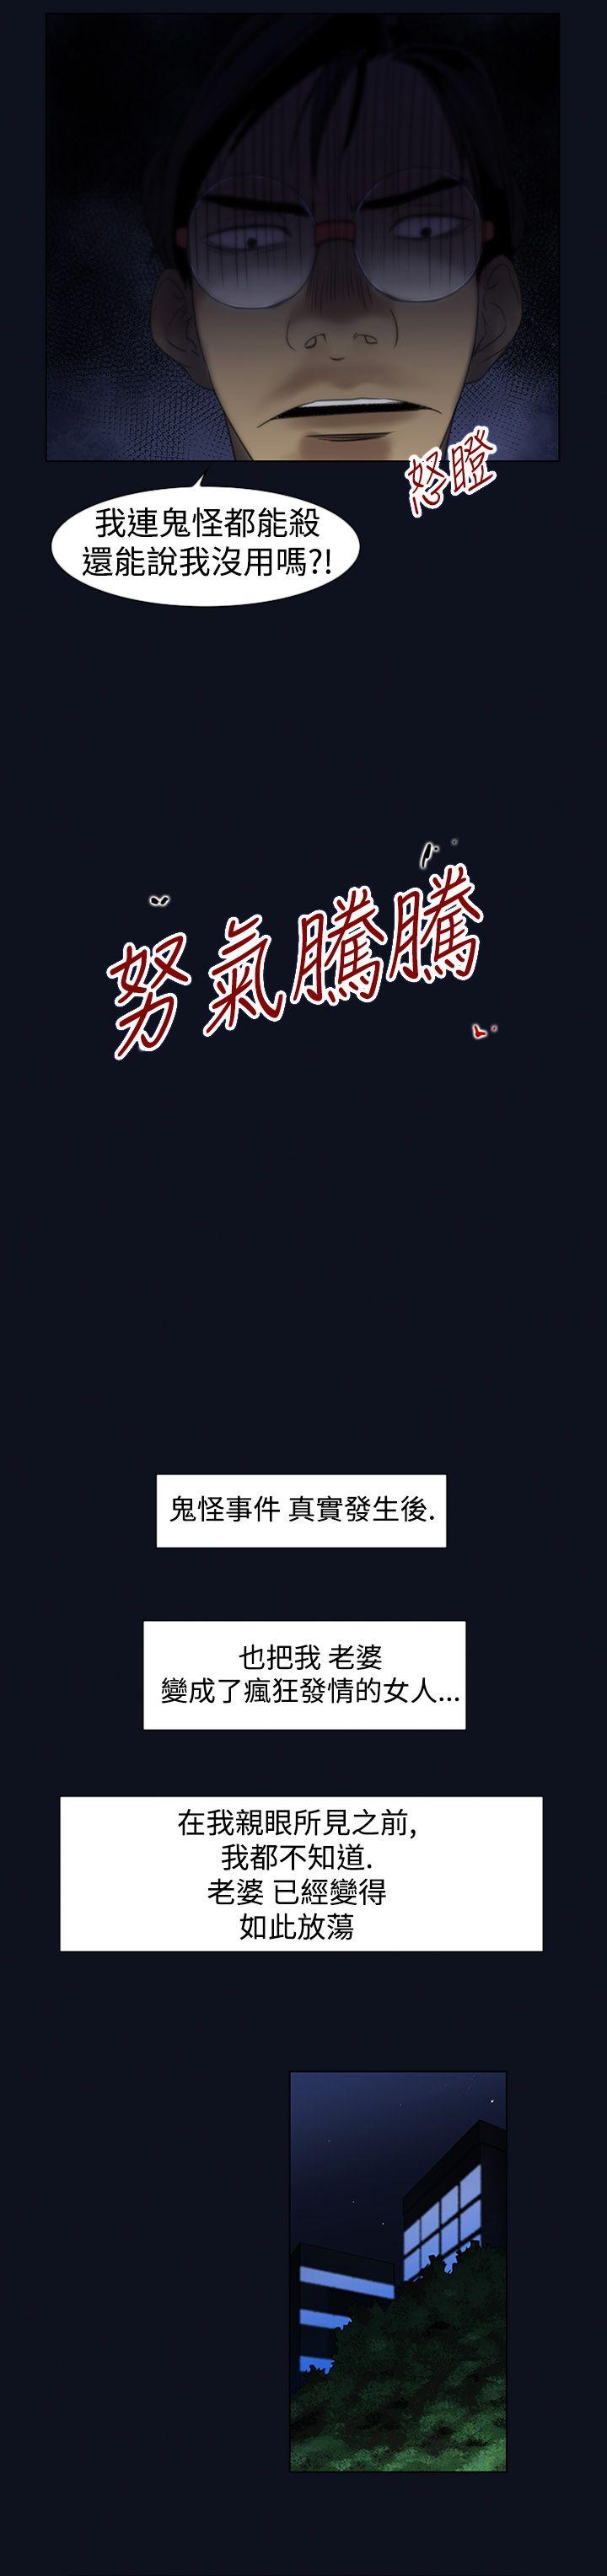 怒瞪
我連鬼怪都能殺
還能說我沒用嗎?!
努氣騰騰
鬼怪事件 真實發生後.
也把我 老婆
變成了瘋狂發情的女人...
在我親眼所見之前,
我都不知道.
老婆 已經變得
如此放蕩